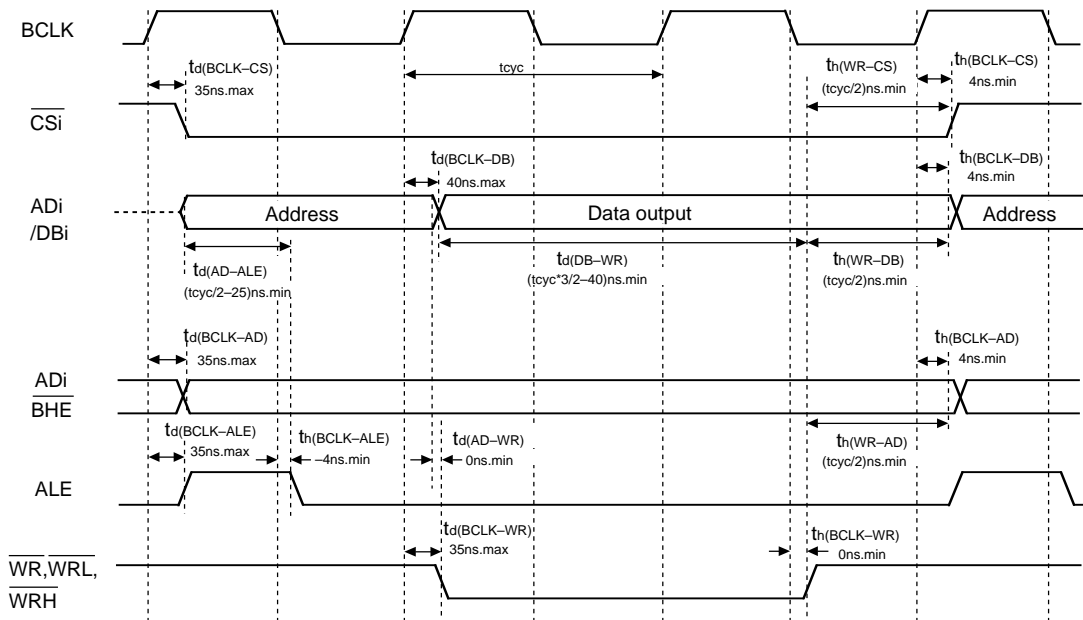 BCLK
td(BCLK–CS)
35ns.max
tcyc
th(WR–CS)
(tcyc/2)ns.min
th(BCLK–CS)
4ns.min
CSi
td(BCLK–DB)
40ns.max
th(BCLK–DB)
4ns.min
ADi
/DBi
Address
Data output
Address
td(AD–ALE)
(tcyc/2–25)ns.min
td(DB–WR)
(tcyc*3/2–40)ns.min
th(WR–DB)
(tcyc/2)ns.min
td(BCLK–AD)
35ns.max
th(BCLK–AD)
4ns.min
ADi
BHE
td(BCLK–ALE)
35ns.max
th(BCLK–ALE)
–4ns.min
td(AD–WR)
0ns.min
th(WR–AD)
(tcyc/2)ns.min
ALE
td(BCLK–WR)
35ns.max
th(BCLK–WR)
0ns.min
WR,WRL,
WRH